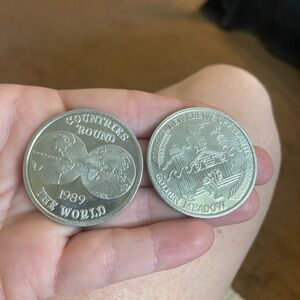 COUNTRIES
'ROUND
1989
THE WORLD
GOLDEN MEADOW